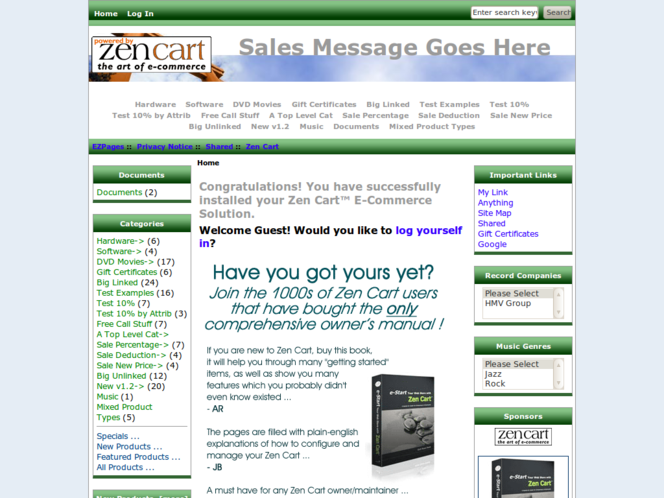 Home Log In
Enter search key
Search
powered by
zen cart
the art of e-commerce
Sales Message Goes Here
Hardware Software DVD Movies Gift Certificates Big Linked Test Examples Test 10%
Test 10% by Attrib Free Call Stuff A Top Level Cat Sale Percentage Sale Deduction Sale New Price
Big Unlinked New v1.2 Music Documents Mixed Product Types
EZPages :: Privacy Notice :: Shared :: Zen Cart
Documents
Documents (2)
Categories
Hardware-> (6)
Software-> (4)
DVD Movies-> (17)
Gift Certificates (6)
Big Linked (24)
Test Examples (16)
Test 10% (7)
Test 10% by Attrib (3)
Free Call Stuff (7)
A Top Level Cat->
Sale Percentage-> (7)
Sale Deduction-> (4)
Sale New Price-> (4)
Big Unlinked (12)
New v1.2-> (20)
Music (1)
Mixed Product
Types (5)
Specials ...
New Products ...
Featured Products ...
All Products ...
Home
Congratulations! You have successfully
installed your Zen Cart™ E-Commerce
Solution.
Welcome Guest! Would you like to log yourself
in?
Have you got yours yet?
Join the 1000s of Zen Cart users
that have bought the only
comprehensive owner's manual !
If you are new to Zen Cart, buy this book,
it will help you through many "getting started"
items, as well as show you many
features which you probably didn't
even know existed ...
- AR
The pages are filled with plain-english
explanations of how to configure and
manage your Zen Cart ...
- JB
A must have for any Zen Cart owner/maintainer ...
Zen Cart
Important Links
My Link
Anything
Site Map
Shared
Gift Certificates
Google
Record Companies
Please Select
HMV Group
Music Genres
Please Select
Jazz
Rock
Sponsors
zen cart
the art of e-commerce
Zen Cart